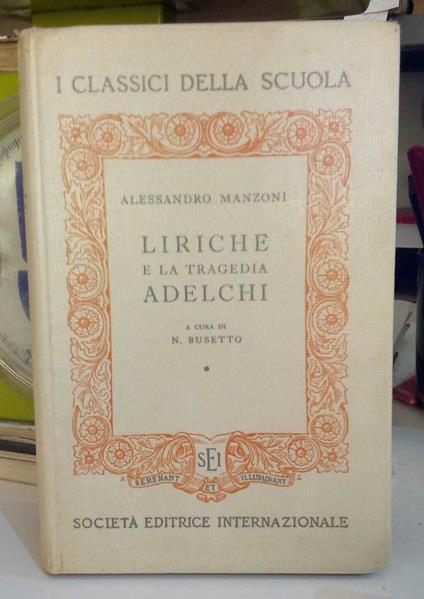 I CLASSICI DELLA SCUOLA
ALESSANDRO MANZONI
LIRICHE
E LA TRAGEDIA
ADELCHI
A CURA DI
N. BUSETTO
SEI
SERENANT ET ILLUMINANT
SOCIETÀ EDITRICE INTERNAZIONALE